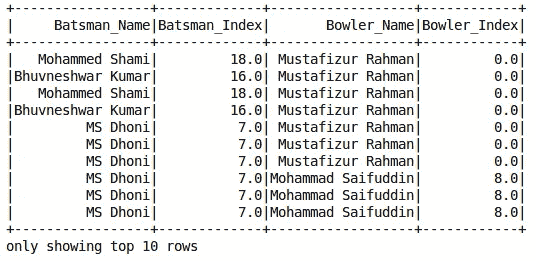 +-----------------+-------------+------------------+------------+
|     Batsman_Name|Batsman_Index|       Bowler_Name|Bowler_Index|
+-----------------+-------------+------------------+------------+
|   Mohammed Shami|         18.0| Mustafizur Rahman|         0.0|
|Bhuvneshwar Kumar|         16.0| Mustafizur Rahman|         0.0|
|   Mohammed Shami|         18.0| Mustafizur Rahman|         0.0|
|Bhuvneshwar Kumar|         16.0| Mustafizur Rahman|         0.0|
|         MS Dhoni|          7.0| Mustafizur Rahman|         0.0|
|         MS Dhoni|          7.0| Mustafizur Rahman|         0.0|
|         MS Dhoni|          7.0| Mustafizur Rahman|         0.0|
|         MS Dhoni|          7.0|Mohammad Saifuddin|         8.0|
|         MS Dhoni|          7.0|Mohammad Saifuddin|         8.0|
|         MS Dhoni|          7.0|Mohammad Saifuddin|         8.0|
+-----------------+-------------+------------------+------------+
only showing top 10 rows